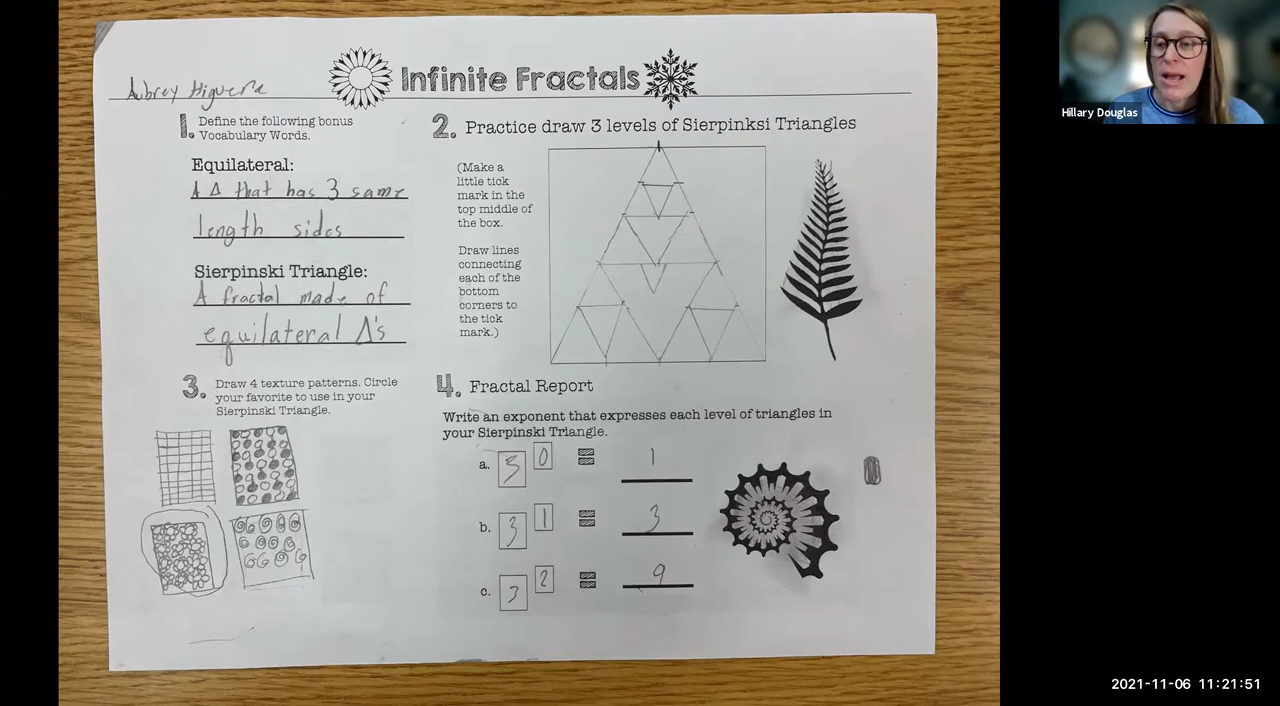 Infinite Fractals
Aubrey Higuera
1. Define the following bonus
Vocabulary Words.
Equilateral:
A Δ that has 3 same
length sides
Sierpinski Triangle:
A fractal made of
equilateral Δ's
2. Practice draw 3 levels of Sierpinksi Triangles
(Make a
little tick
mark in the
top middle of
the box.
Draw lines
connecting
each of the
bottom
corners to
the tick
mark.)
3. Draw 4 texture patterns. Circle
your favorite to use in your
Sierpinski Triangle.
4. Fractal Report
Write an exponent that expresses each level of triangles in
your Sierpinski Triangle.
a. 3 0 = 1
b. 3 1 = 3
c. 3 2 = 9
Hillary Douglas
2021-11-06 11:21:51